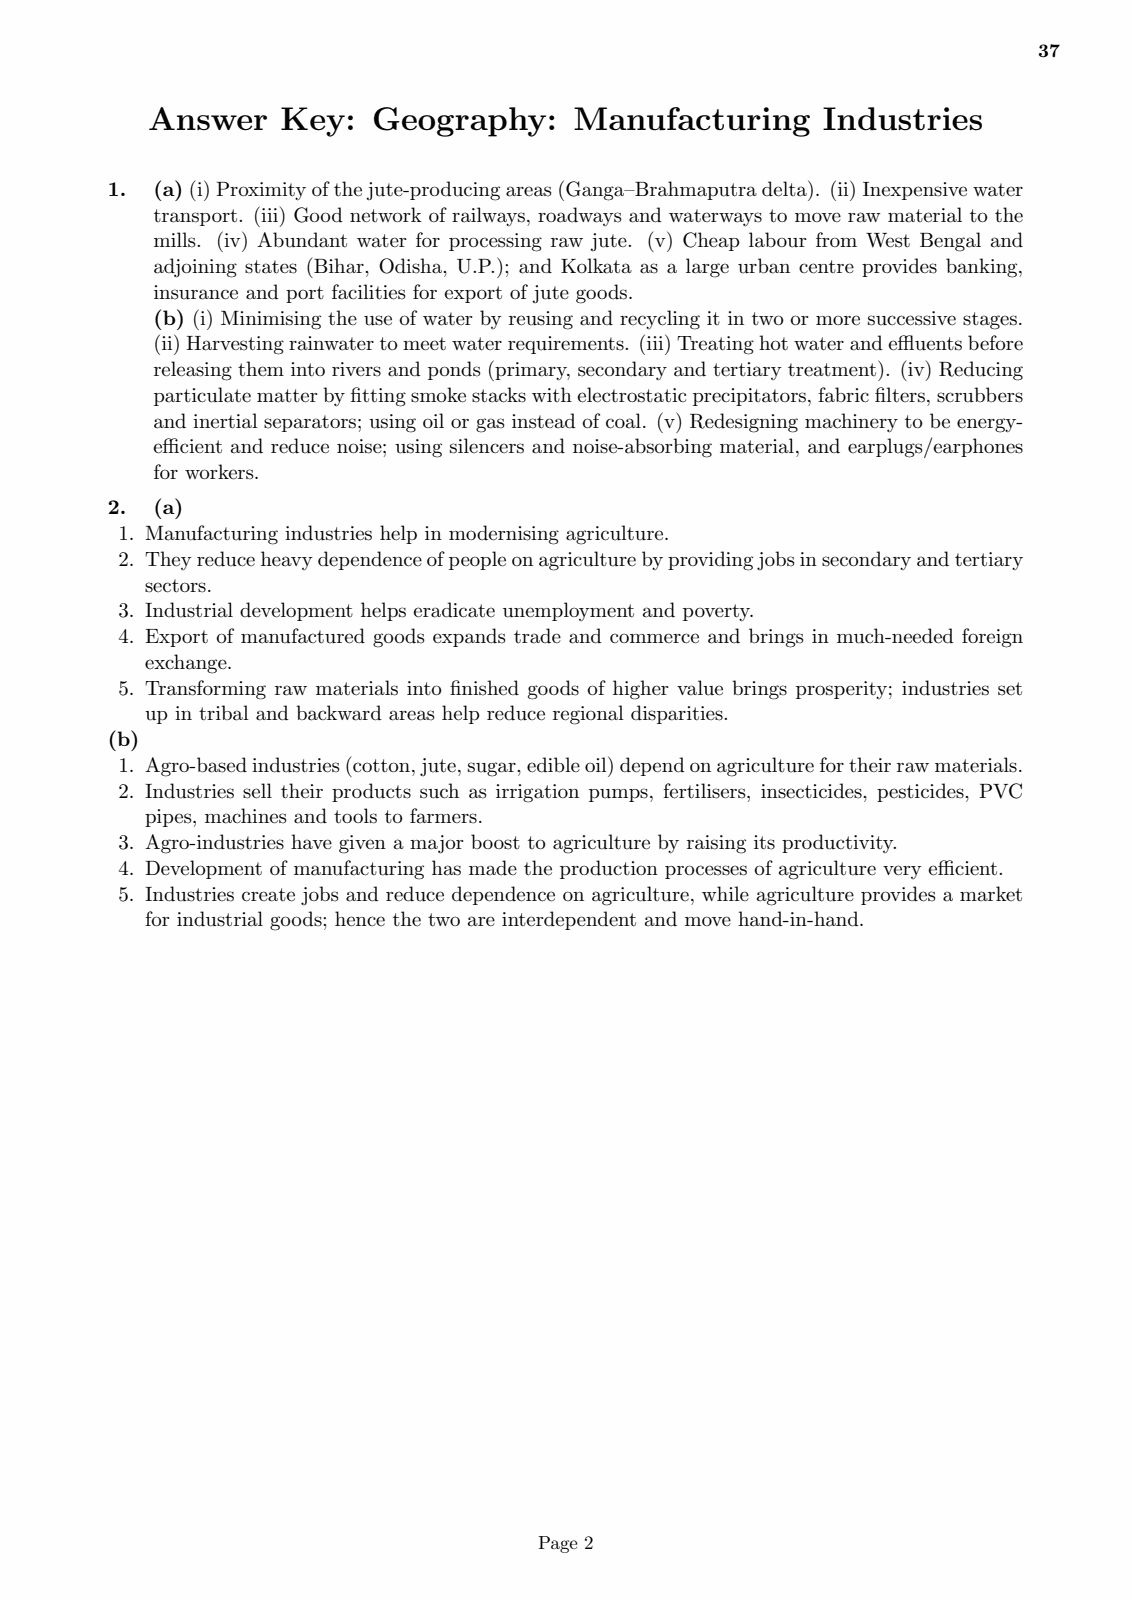 37
Answer Key: Geography: Manufacturing Industries
1. (a) (i) Proximity of the jute-producing areas (Ganga–Brahmaputra delta). (ii) Inexpensive water
transport. (iii) Good network of railways, roadways and waterways to move raw material to the
mills. (iv) Abundant water for processing raw jute. (v) Cheap labour from West Bengal and
adjoining states (Bihar, Odisha, U.P.); and Kolkata as a large urban centre provides banking,
insurance and port facilities for export of jute goods.
(b) (i) Minimising the use of water by reusing and recycling it in two or more successive stages.
(ii) Harvesting rainwater to meet water requirements. (iii) Treating hot water and effluents before
releasing them into rivers and ponds (primary, secondary and tertiary treatment). (iv) Reducing
particulate matter by fitting smoke stacks with electrostatic precipitators, fabric filters, scrubbers
and inertial separators; using oil or gas instead of coal. (v) Redesigning machinery to be energy-
efficient and reduce noise; using silencers and noise-absorbing material, and earplugs/earphones
for workers.
2. (a)
1. Manufacturing industries help in modernising agriculture.
2. They reduce heavy dependence of people on agriculture by providing jobs in secondary and tertiary
sectors.
3. Industrial development helps eradicate unemployment and poverty.
4. Export of manufactured goods expands trade and commerce and brings in much-needed foreign
exchange.
5. Transforming raw materials into finished goods of higher value brings prosperity; industries set
up in tribal and backward areas help reduce regional disparities.
(b)
1. Agro-based industries (cotton, jute, sugar, edible oil) depend on agriculture for their raw materials.
2. Industries sell their products such as irrigation pumps, fertilisers, insecticides, pesticides, PVC
pipes, machines and tools to farmers.
3. Agro-industries have given a major boost to agriculture by raising its productivity.
4. Development of manufacturing has made the production processes of agriculture very efficient.
5. Industries create jobs and reduce dependence on agriculture, while agriculture provides a market
for industrial goods; hence the two are interdependent and move hand-in-hand.
Page 2